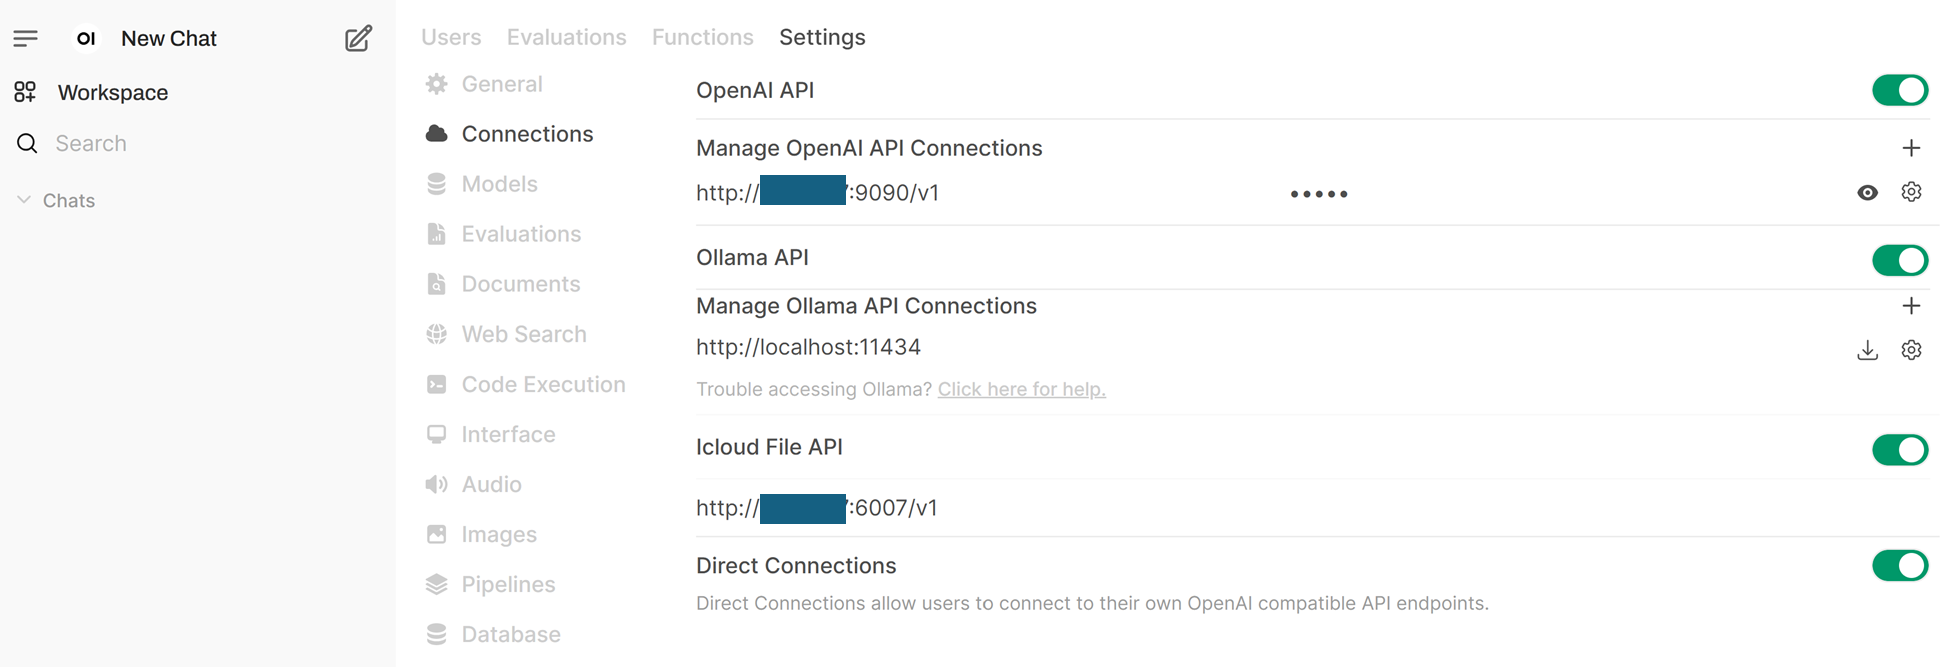 OI New Chat
Workspace
Search
Chats
Users Evaluations Functions Settings
General
Connections
Models
Evaluations
Documents
Web Search
Code Execution
Interface
Audio
Images
Pipelines
Database
OpenAI API
Manage OpenAI API Connections
http:// :9090/v1 •••••
Ollama API
Manage Ollama API Connections
http://localhost:11434
Trouble accessing Ollama? Click here for help.
Icloud File API
http:// :6007/v1
Direct Connections
Direct Connections allow users to connect to their own OpenAI compatible API endpoints.